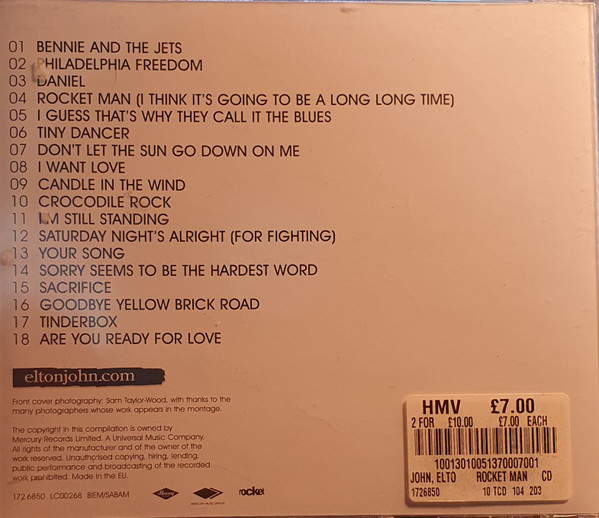 01 BENNIE AND THE JETS
02 PHILADELPHIA FREEDOM
03 DANIEL
04 ROCKET MAN (I THINK IT'S GOING TO BE A LONG LONG TIME)
05 I GUESS THAT'S WHY THEY CALL IT THE BLUES
06 TINY DANCER
07 DON'T LET THE SUN GO DOWN ON ME
08 I WANT LOVE
09 CANDLE IN THE WIND
10 CROCODILE ROCK
11 I'M STILL STANDING
12 SATURDAY NIGHT'S ALRIGHT (FOR FIGHTING)
13 YOUR SONG
14 SORRY SEEMS TO BE THE HARDEST WORD
15 SACRIFICE
16 GOODBYE YELLOW BRICK ROAD
17 TINDERBOX
18 ARE YOU READY FOR LOVE
eltonjohn.com
Front cover photography: Sam Taylor-Wood, with thanks to the
many photographers whose work appears in the montage.
The copyright in this compilation is owned by
Mercury Records Limited. A Universal Music Company.
All rights of the manufacturer and of the owner of the
work reserved. Unauthorised copying, hiring, lending,
public performance and broadcasting of the recorded
work prohibited. Made in the EU.
172 6850 LC00268 BIEM/SABAM
Mercury
rocket
HMV £7.00
2 FOR £10.00 £7.00 EACH
10013010051370007001
JOHN, ELTO ROCKET MAN CD
1726850 10 TCD 104 203